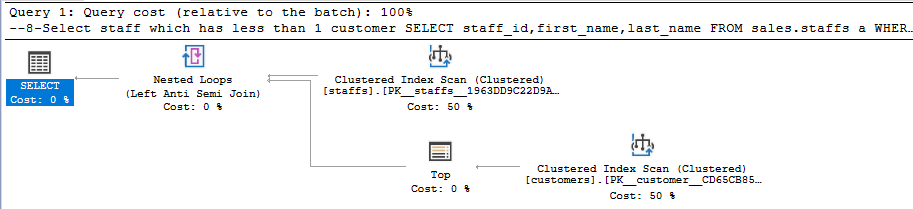 Query 1: Query cost (relative to the batch): 100%
--8-Select staff which has less than 1 customer SELECT staff_id,first_name,last_name FROM sales.staffs a WHER…
SELECT
Cost: 0 %
Nested Loops
(Left Anti Semi Join)
Cost: 0 %
Clustered Index Scan (Clustered)
[staffs].[PK__staffs__1963DD9C22D9A…
Cost: 50 %
Top
Cost: 0 %
Clustered Index Scan (Clustered)
[customers].[PK__customer__CD65CB85…
Cost: 50 %